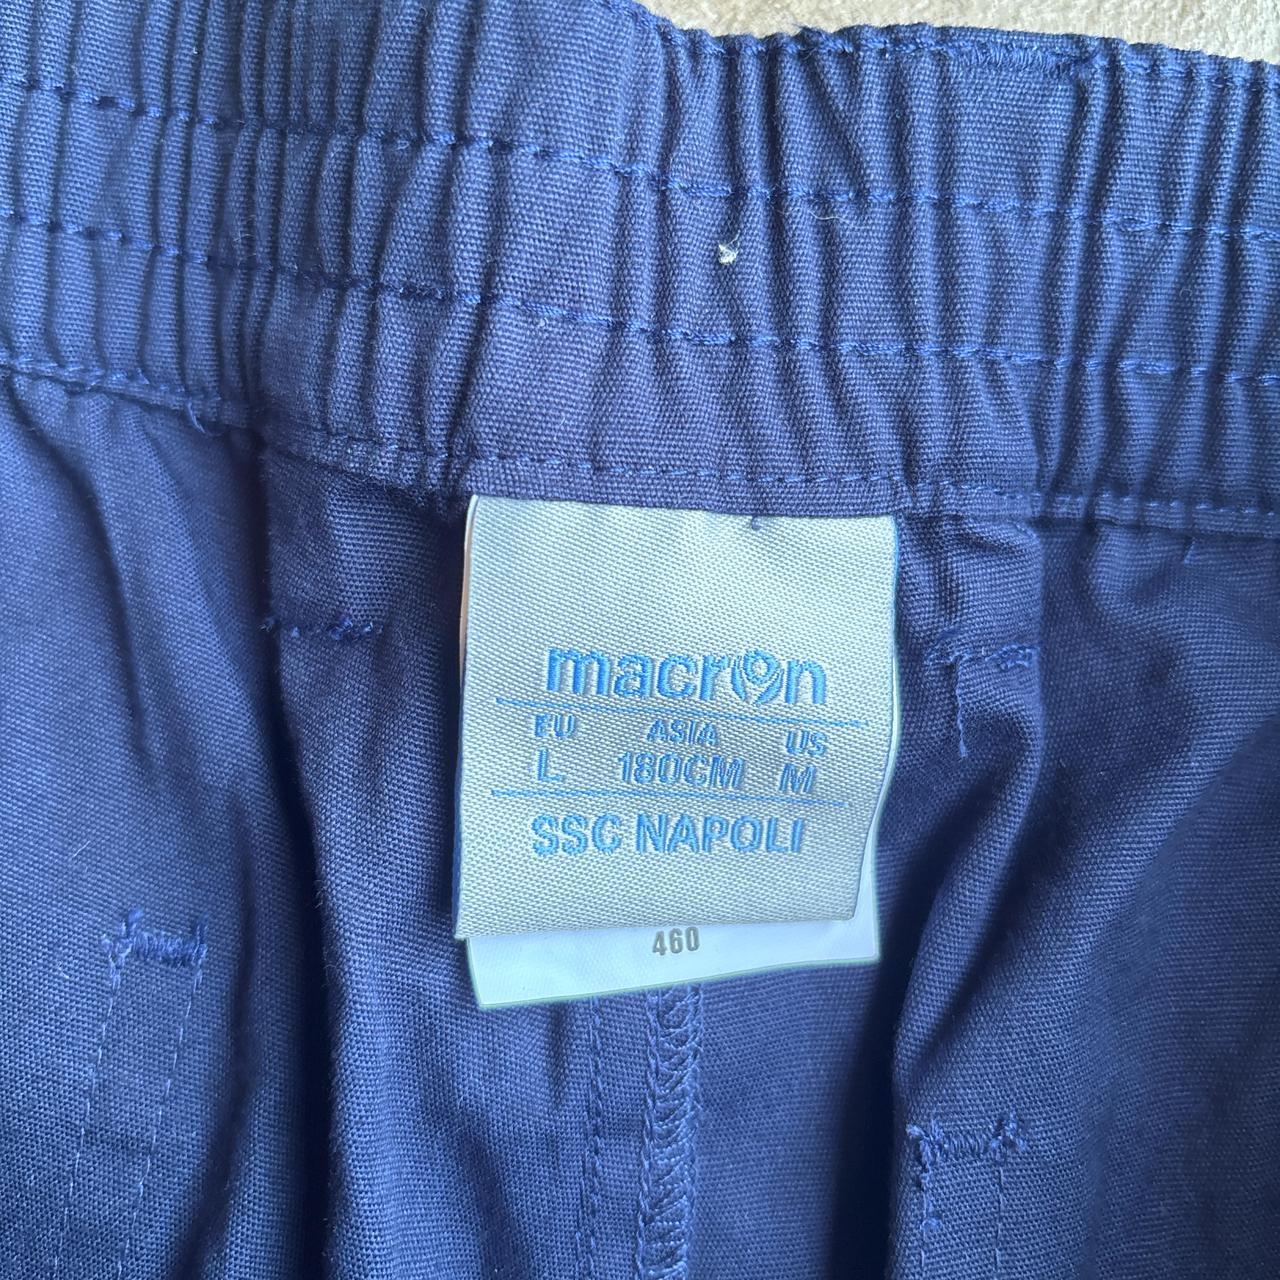 macron
EU ASIA US
L 180CM M
SSC NAPOLI
460